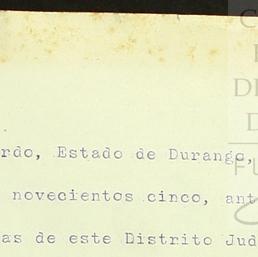 rdo, Estado de Durango,
novecientos cinco, ant
as de este Distrito Jud